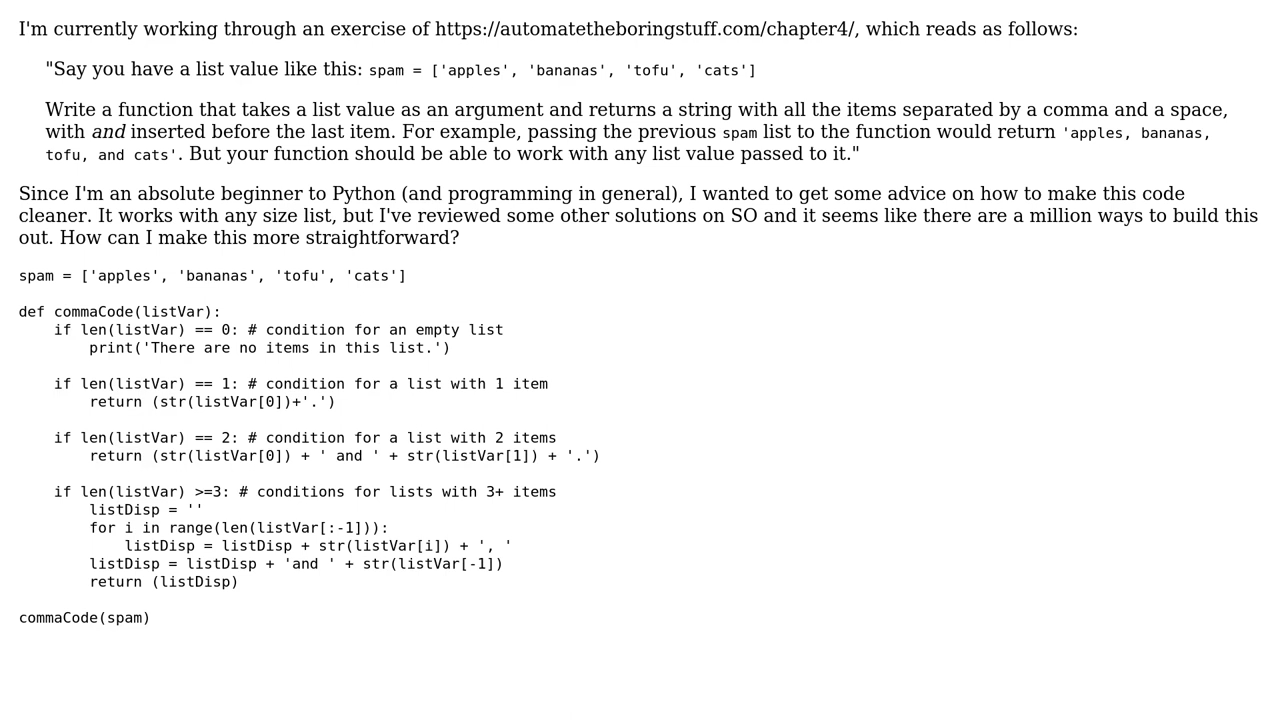 I'm currently working through an exercise of https://automatetheboringstuff.com/chapter4/, which reads as follows:
"Say you have a list value like this: spam = ['apples', 'bananas', 'tofu', 'cats']
Write a function that takes a list value as an argument and returns a string with all the items separated by a comma and a space,
with and inserted before the last item. For example, passing the previous spam list to the function would return 'apples, bananas,
tofu, and cats'. But your function should be able to work with any list value passed to it."
Since I'm an absolute beginner to Python (and programming in general), I wanted to get some advice on how to make this code
cleaner. It works with any size list, but I've reviewed some other solutions on SO and it seems like there are a million ways to build this
out. How can I make this more straightforward?
spam = ['apples', 'bananas', 'tofu', 'cats']
def commaCode(listVar):
    if len(listVar) == 0: # condition for an empty list
        print('There are no items in this list.')
    if len(listVar) == 1: # condition for a list with 1 item
        return (str(listVar[0])+'.')
    if len(listVar) == 2: # condition for a list with 2 items
        return (str(listVar[0]) + ' and ' + str(listVar[1]) + '.')
    if len(listVar) >=3: # conditions for lists with 3+ items
        listDisp = ''
        for i in range(len(listVar[:-1])):
            listDisp = listDisp + str(listVar[i]) + ', '
        listDisp = listDisp + 'and ' + str(listVar[-1])
        return (listDisp)
commaCode(spam)